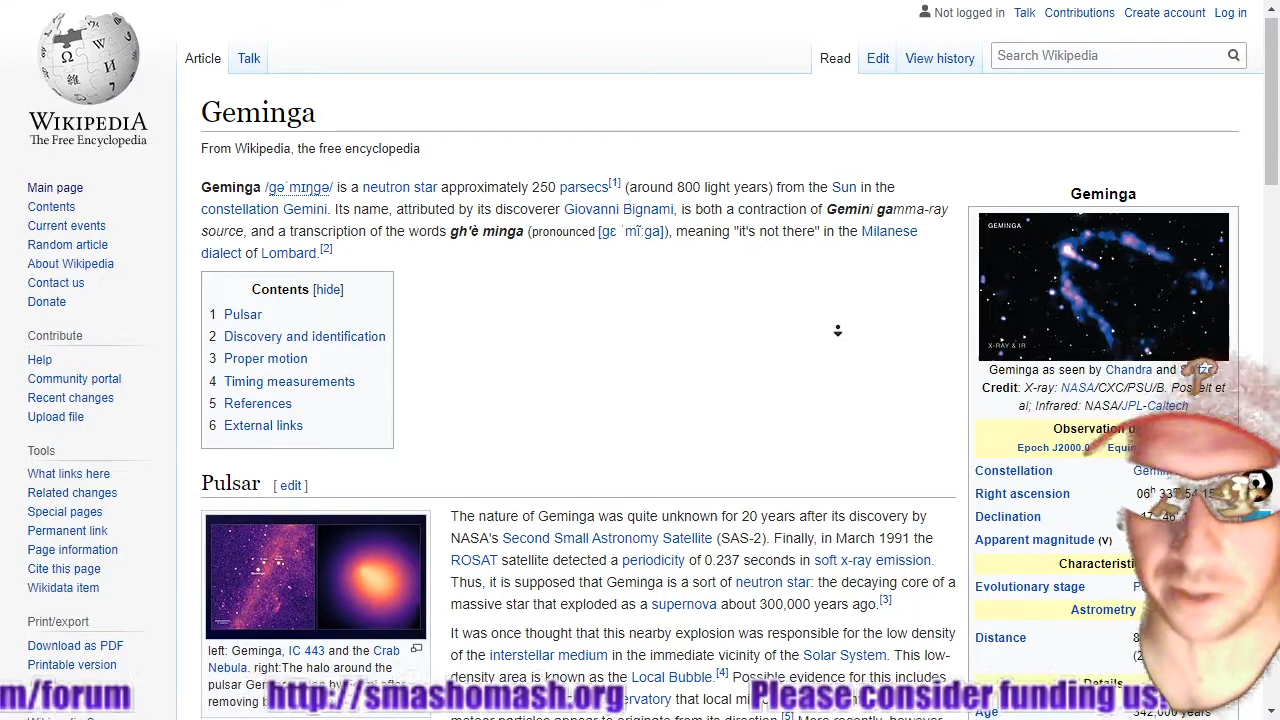 Not logged in Talk Contributions Create account Log in
Article Talk Read Edit View history Search Wikipedia
WIKIPEDIA
The Free Encyclopedia
Main page
Contents
Current events
Random article
About Wikipedia
Contact us
Donate
Contribute
Help
Community portal
Recent changes
Upload file
Tools
What links here
Related changes
Special pages
Permanent link
Page information
Cite this page
Wikidata item
Print/export
Download as PDF
Printable version
Geminga
From Wikipedia, the free encyclopedia
Geminga /ɡəˈmɪŋɡə/ is a neutron star approximately 250 parsecs[1] (around 800 light years) from the Sun in the
constellation Gemini. Its name, attributed by its discoverer Giovanni Bignami, is both a contraction of Gemini gamma-ray
source, and a transcription of the words gh'è minga (pronounced [ɡɛ ˈmĩːɡa]), meaning "it's not there" in the Milanese
dialect of Lombard.[2]
Contents [hide]
1 Pulsar
2 Discovery and identification
3 Proper motion
4 Timing measurements
5 References
6 External links
Pulsar [ edit ]
left: Geminga, IC 443 and the Crab
Nebula. right:The halo around the
pulsar
removing
The nature of Geminga was quite unknown for 20 years after its discovery by
NASA's Second Small Astronomy Satellite (SAS-2). Finally, in March 1991 the
ROSAT satellite detected a periodicity of 0.237 seconds in soft x-ray emission.
Thus, it is supposed that Geminga is a sort of neutron star: the decaying core of a
massive star that exploded as a supernova about 300,000 years ago.[3]
It was once thought that this nearby explosion was responsible for the low density
of the interstellar medium in the immediate vicinity of the Solar System. This low-
density area is known as the Local Bubble.[4] Possible evidence for this includes
that local
[5]
Geminga
GEMINGA
X-RAY & IR
Geminga as seen by Chandra and
Credit: X-ray: NASA/CXC/PSU/B. et
al; Infrared: NASA/JPL-Caltech
Observation
Epoch J2000.0
Constellation
Right ascension 06h
Declination
Apparent magnitude (V)
Evolutionary stage
Astrometry
Distance
Details
Age
m/forum http://smashomash.org Please consider funding us